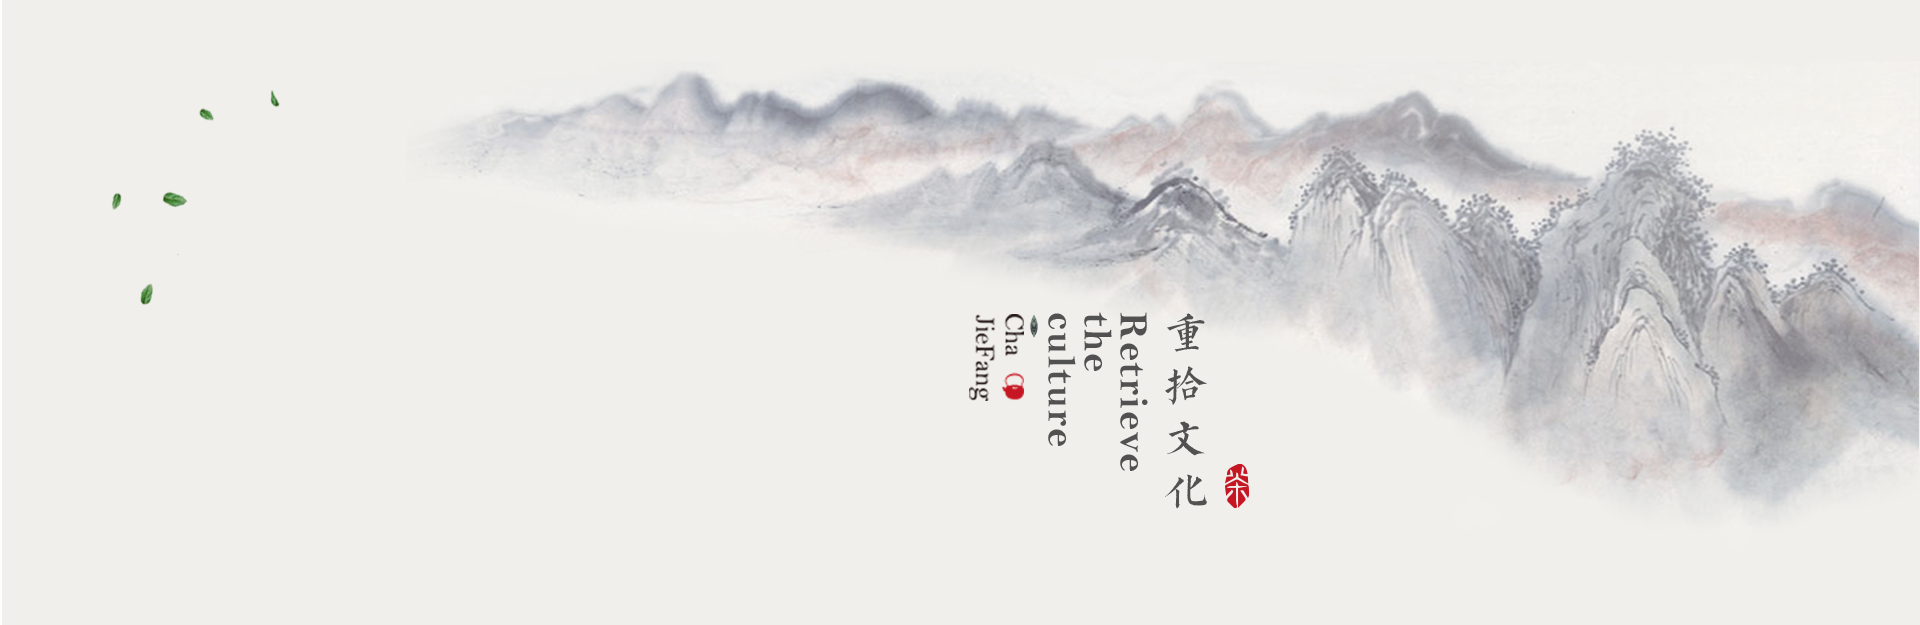 茶
重拾文化
Retrieve
the
culture
Cha
JieFang